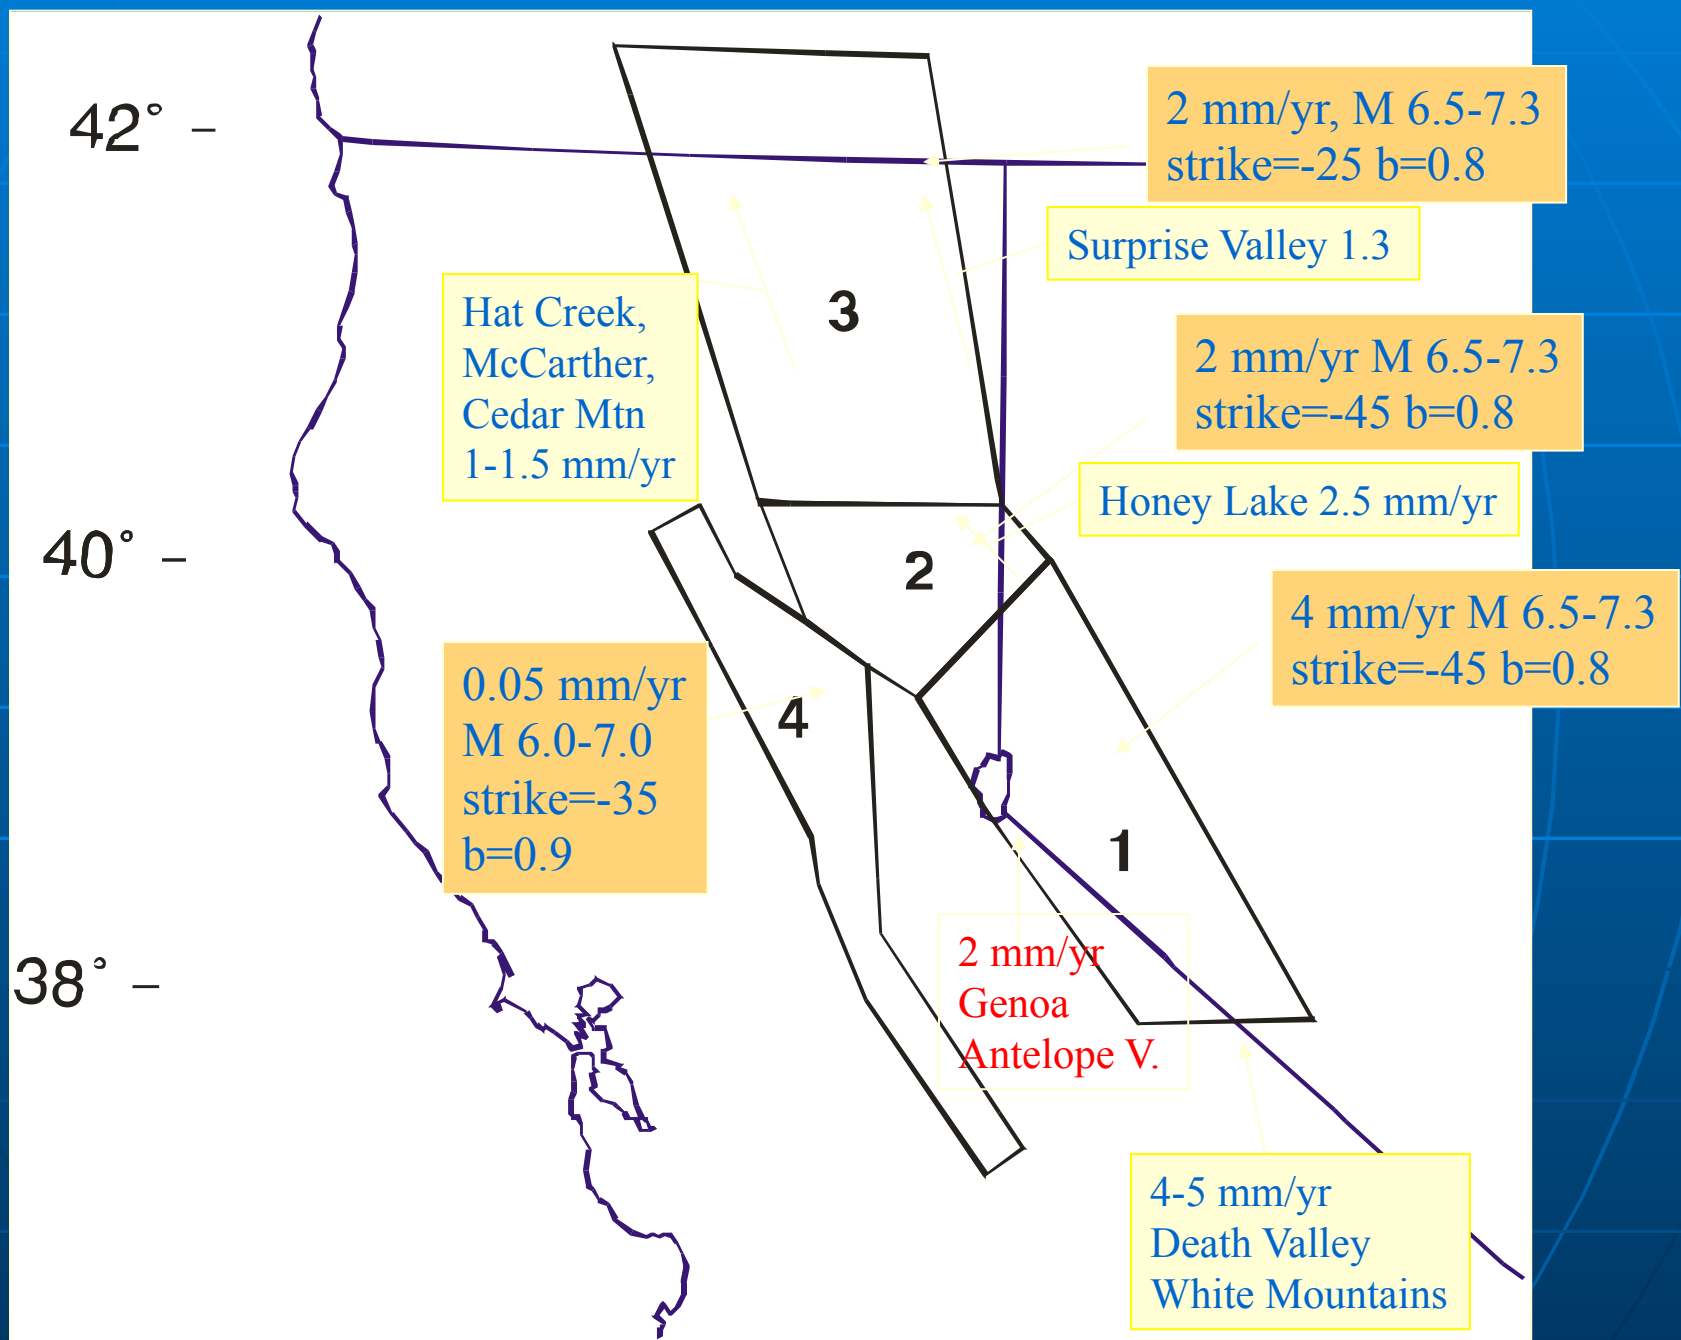 42° –
2 mm/yr, M 6.5-7.3
strike=-25 b=0.8
Surprise Valley 1.3
Hat Creek,
McCarther,
Cedar Mtn
1-1.5 mm/yr
3
2 mm/yr M 6.5-7.3
strike=-45 b=0.8
Honey Lake 2.5 mm/yr
40° –
2
4 mm/yr M 6.5-7.3
strike=-45 b=0.8
0.05 mm/yr
M 6.0-7.0
strike=-35
b=0.9
4
1
2 mm/yr
Genoa
Antelope V.
38° –
4-5 mm/yr
Death Valley
White Mountains